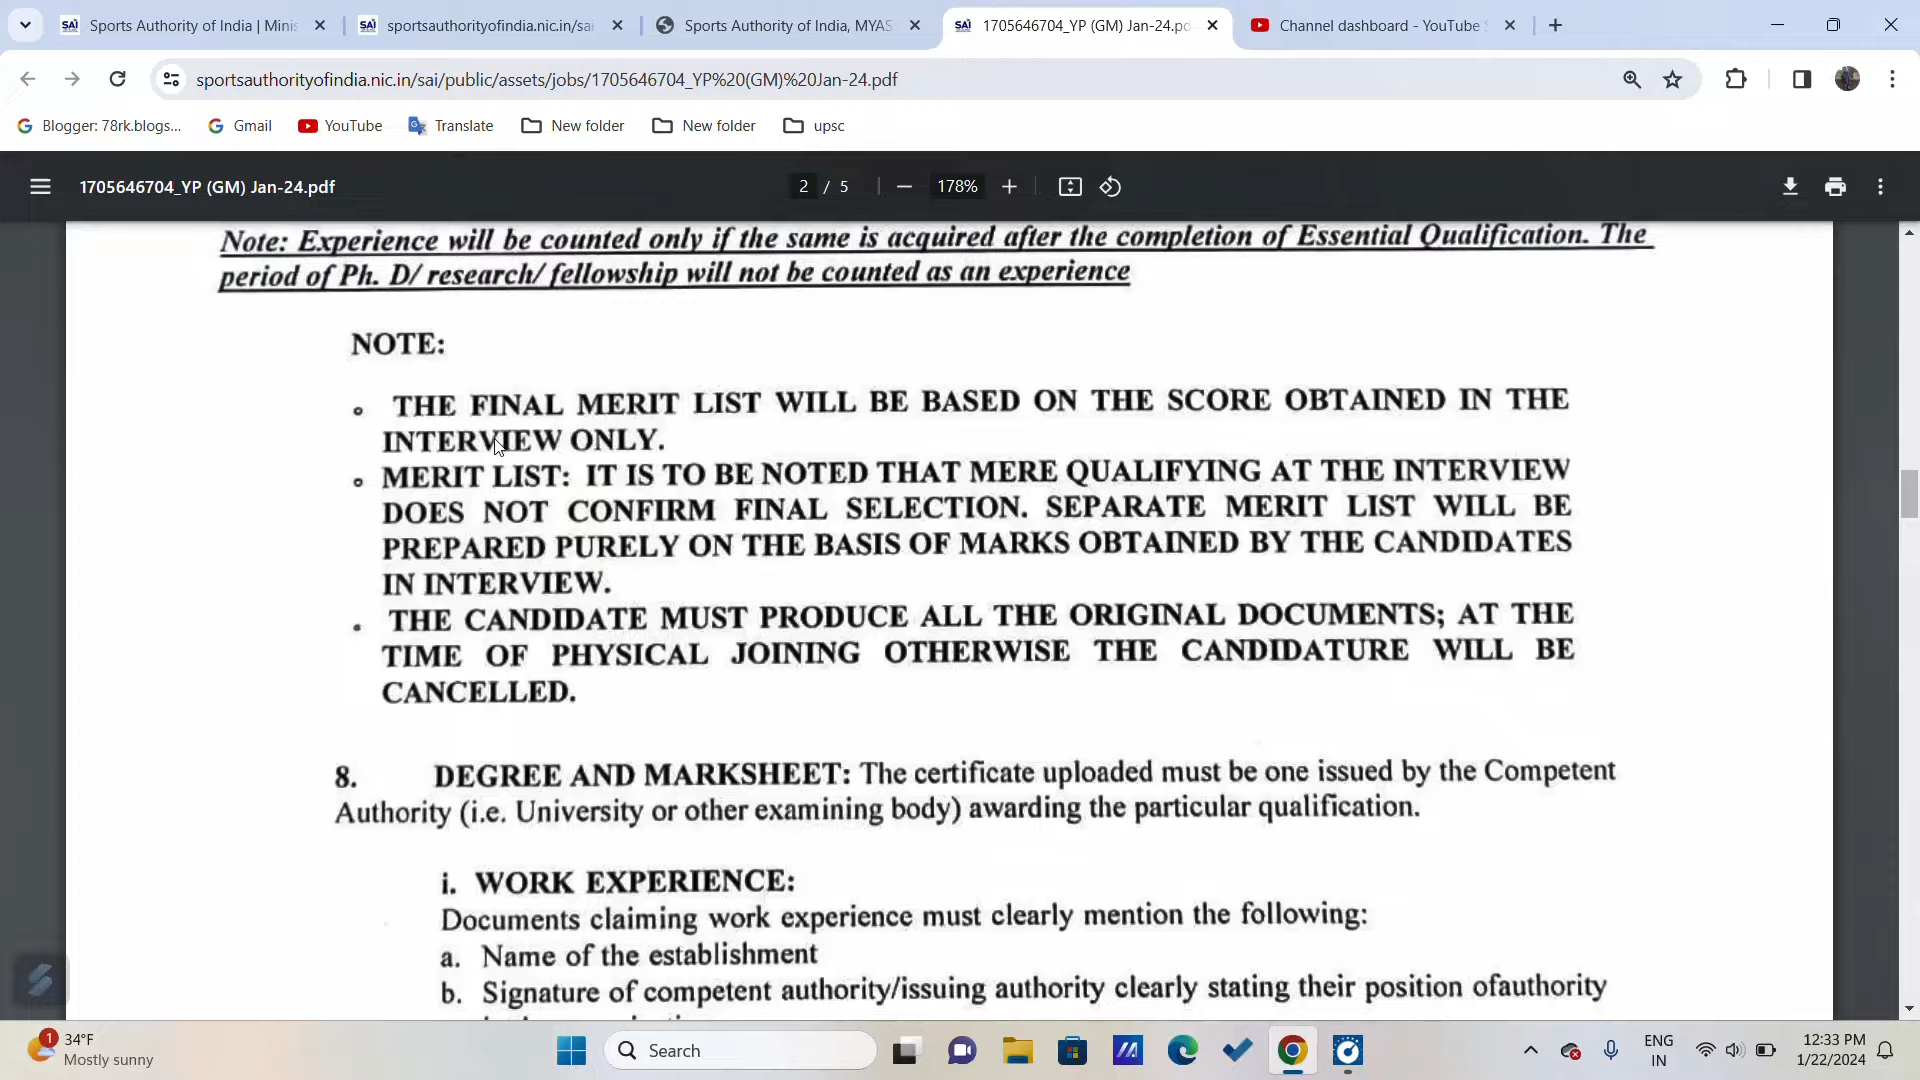 Sports Authority of India | Minis
sportsauthorityofindia.nic.in/sai
Sports Authority of India, MYAS
1705646704_YP (GM) Jan-24.pd
Channel dashboard - YouTube
sportsauthorityofindia.nic.in/sai/public/assets/jobs/1705646704_YP%20(GM)%20Jan-24.pdf
Blogger: 78rk.blogs...
Gmail
YouTube
Translate
New folder
New folder
upsc
1705646704_YP (GM) Jan-24.pdf
2 / 5
178%
Note: Experience will be counted only if the same is acquired after the completion of Essential Qualification. The
period of Ph. D/ research/ fellowship will not be counted as an experience
NOTE:
THE FINAL MERIT LIST WILL BE BASED ON THE SCORE OBTAINED IN THE
INTERVIEW ONLY.
MERIT LIST: IT IS TO BE NOTED THAT MERE QUALIFYING AT THE INTERVIEW
DOES NOT CONFIRM FINAL SELECTION. SEPARATE MERIT LIST WILL BE
PREPARED PURELY ON THE BASIS OF MARKS OBTAINED BY THE CANDIDATES
IN INTERVIEW.
THE CANDIDATE MUST PRODUCE ALL THE ORIGINAL DOCUMENTS; AT THE
TIME OF PHYSICAL JOINING OTHERWISE THE CANDIDATURE WILL BE
CANCELLED.
8. DEGREE AND MARKSHEET: The certificate uploaded must be one issued by the Competent
Authority (i.e. University or other examining body) awarding the particular qualification.
i. WORK EXPERIENCE:
Documents claiming work experience must clearly mention the following:
a. Name of the establishment
b. Signature of competent authority/issuing authority clearly stating their position ofauthority
1
34°F
Mostly sunny
Search
ENG
IN
12:33 PM
1/22/2024